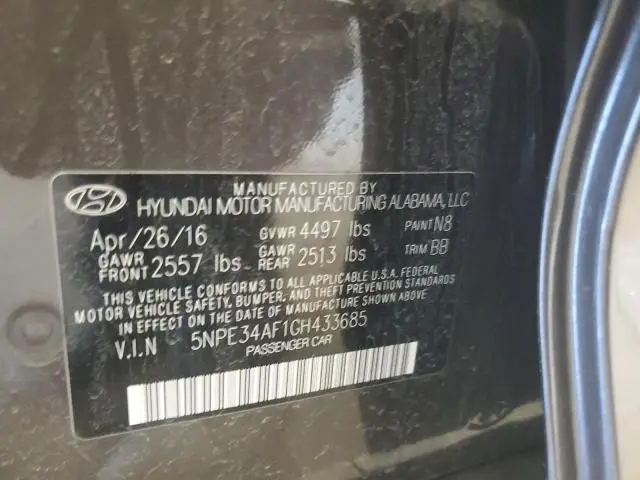 MANUFACTURED BY
HYUNDAI MOTOR MANUFACTURING ALABAMA, LLC
Apr/26/16 GVWR 4497 lbs PAINT N8
GAWR FRONT 2557 lbs GAWR REAR 2513 lbs TRIM BB
THIS VEHICLE CONFORMS TO ALL APPLICABLE U.S.A. FEDERAL
MOTOR VEHICLE SAFETY, BUMPER, AND THEFT PREVENTION STANDARDS
IN EFFECT ON THE DATE OF MANUFACTURE SHOWN ABOVE.
V.I.N 5NPE34AF1GH433685
PASSENGER CAR